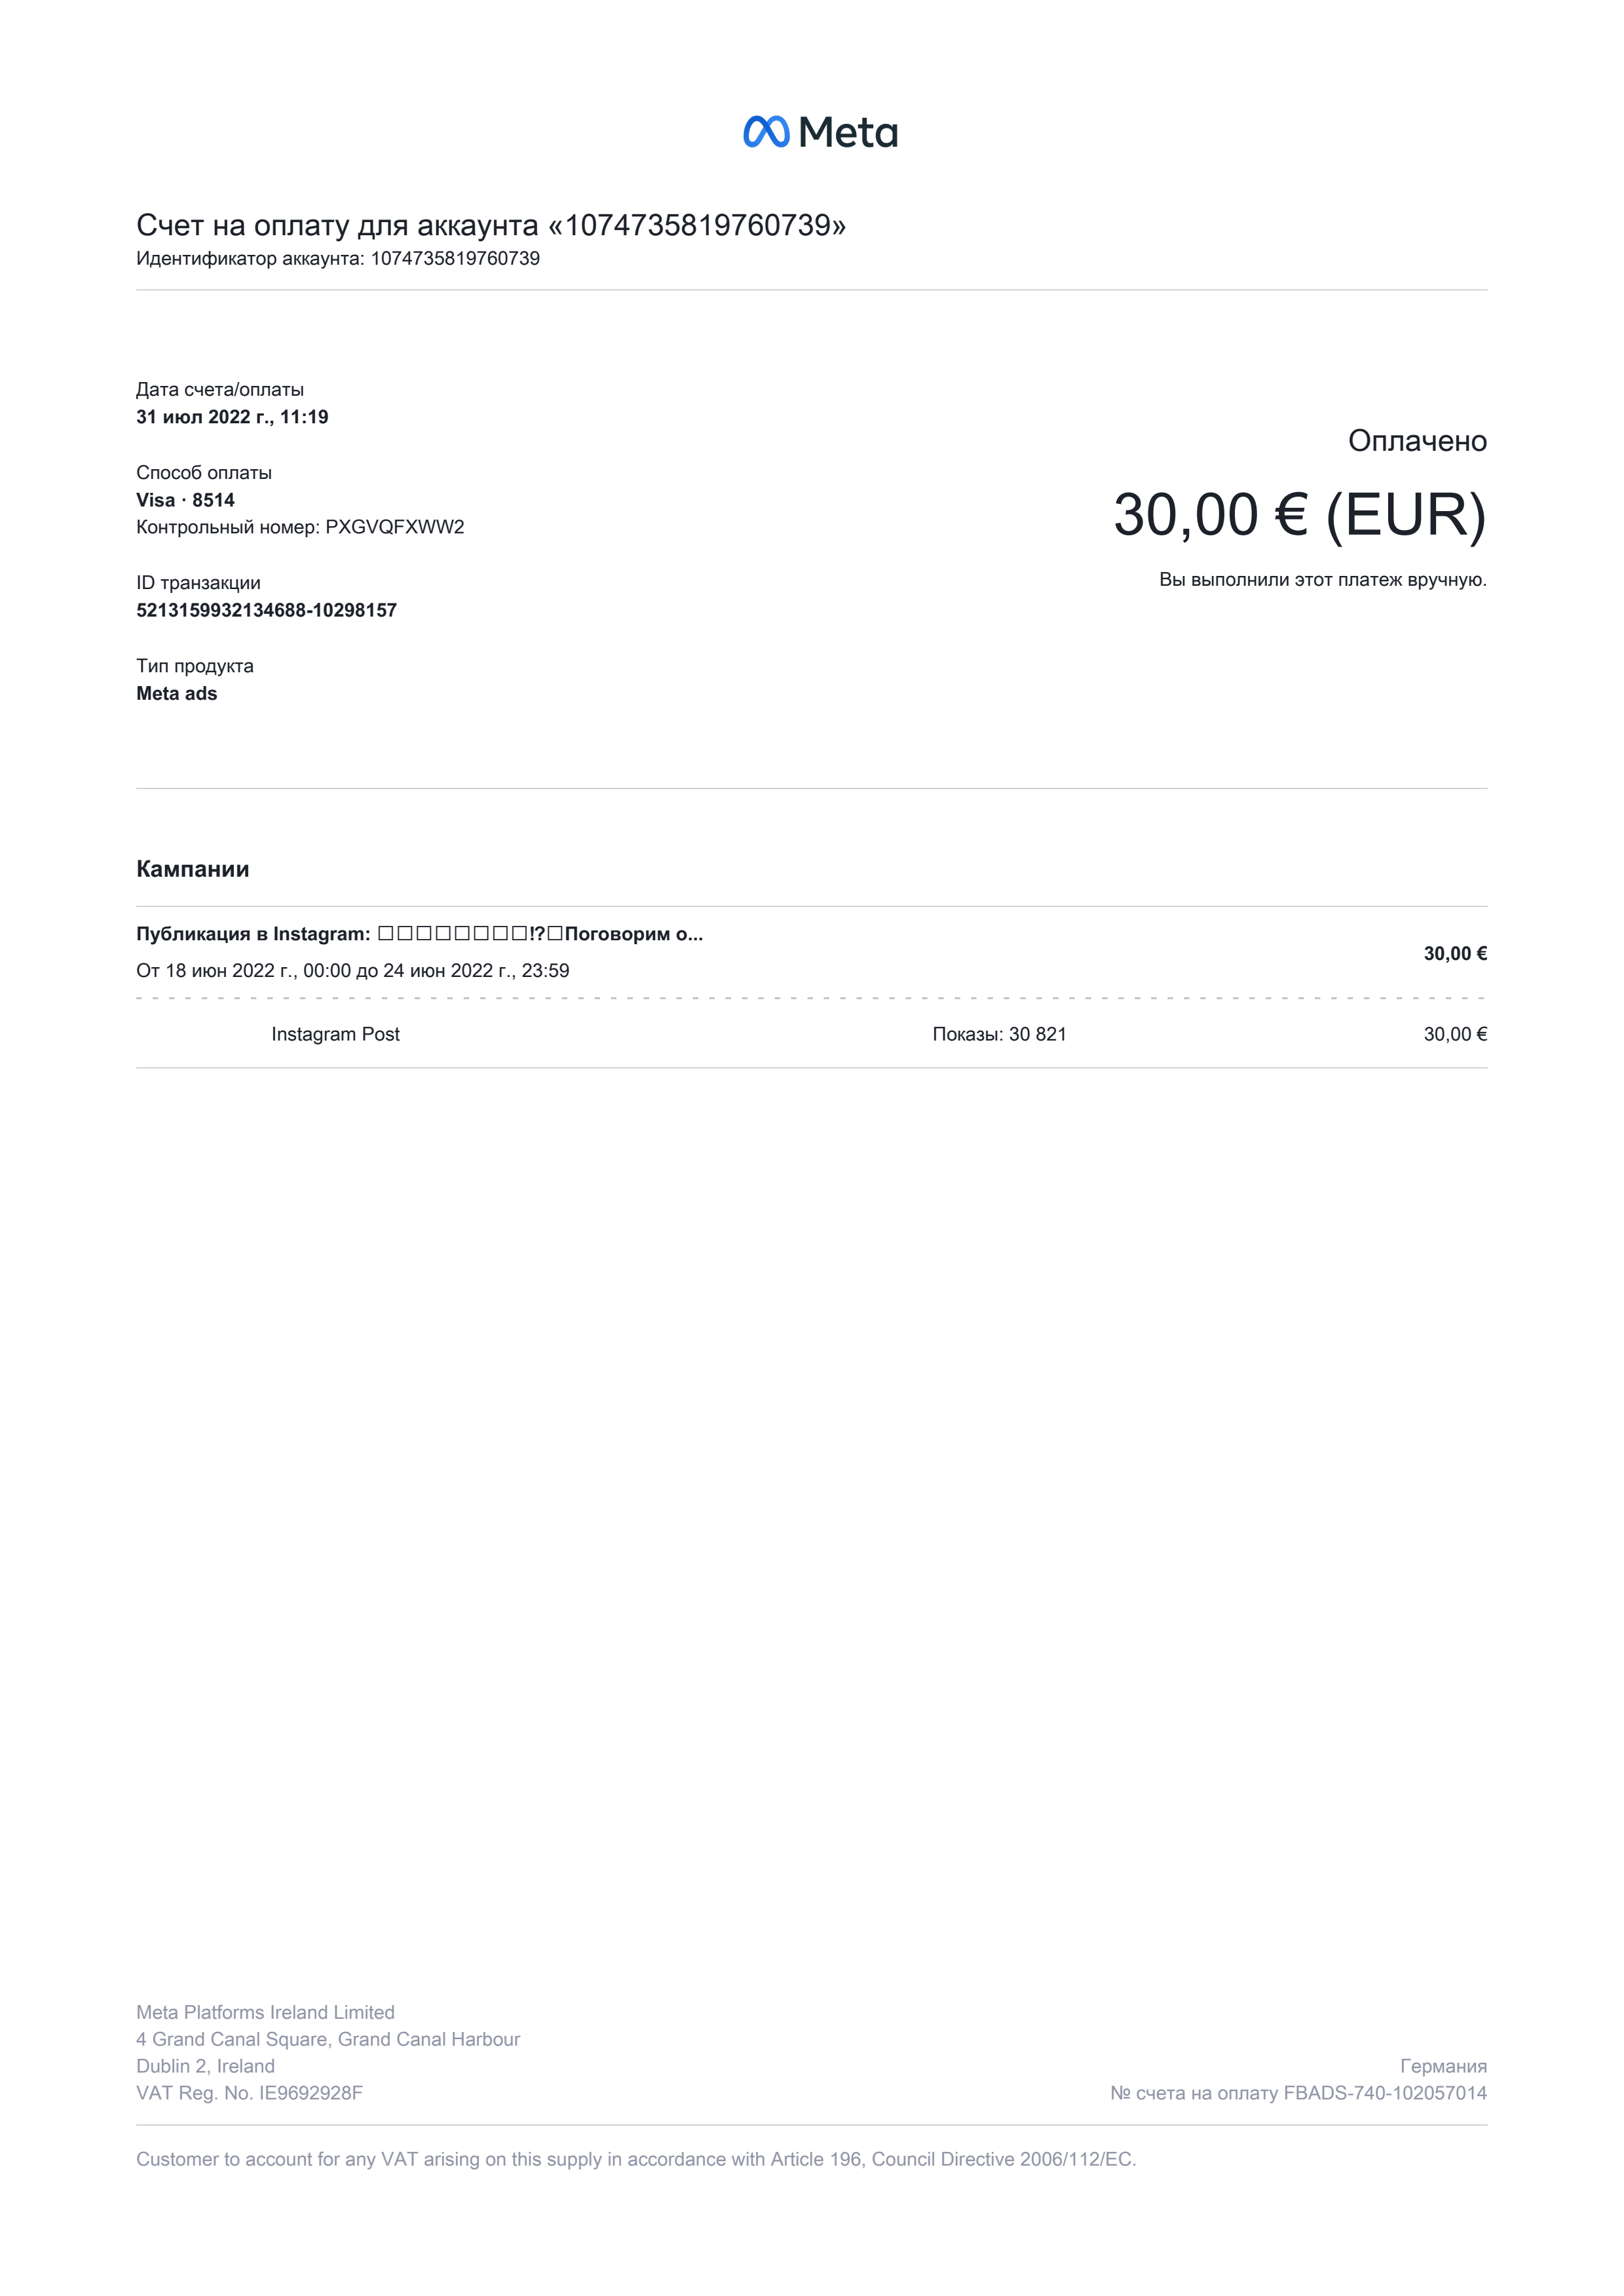 Meta
Счет на оплату для аккаунта «1074735819760739»
Идентификатор аккаунта: 1074735819760739
Дата счета/оплаты
31 июл 2022 г., 11:19
Способ оплаты
Visa · 8514
Контрольный номер: PXGVQFXWW2
ID транзакции
5213159932134688-10298157
Тип продукта
Meta ads
Оплачено
30,00 € (EUR)
Вы выполнили этот платеж вручную.
Кампании
Публикация в Instagram: □□□□□□□□⁉□Поговорим о...
От 18 июн 2022 г., 00:00 до 24 июн 2022 г., 23:59
30,00 €
Instagram Post Показы: 30 821 30,00 €
Meta Platforms Ireland Limited
4 Grand Canal Square, Grand Canal Harbour
Dublin 2, Ireland
VAT Reg. No. IE9692928F
Германия
№ счета на оплату FBADS-740-102057014
Customer to account for any VAT arising on this supply in accordance with Article 196, Council Directive 2006/112/EC.